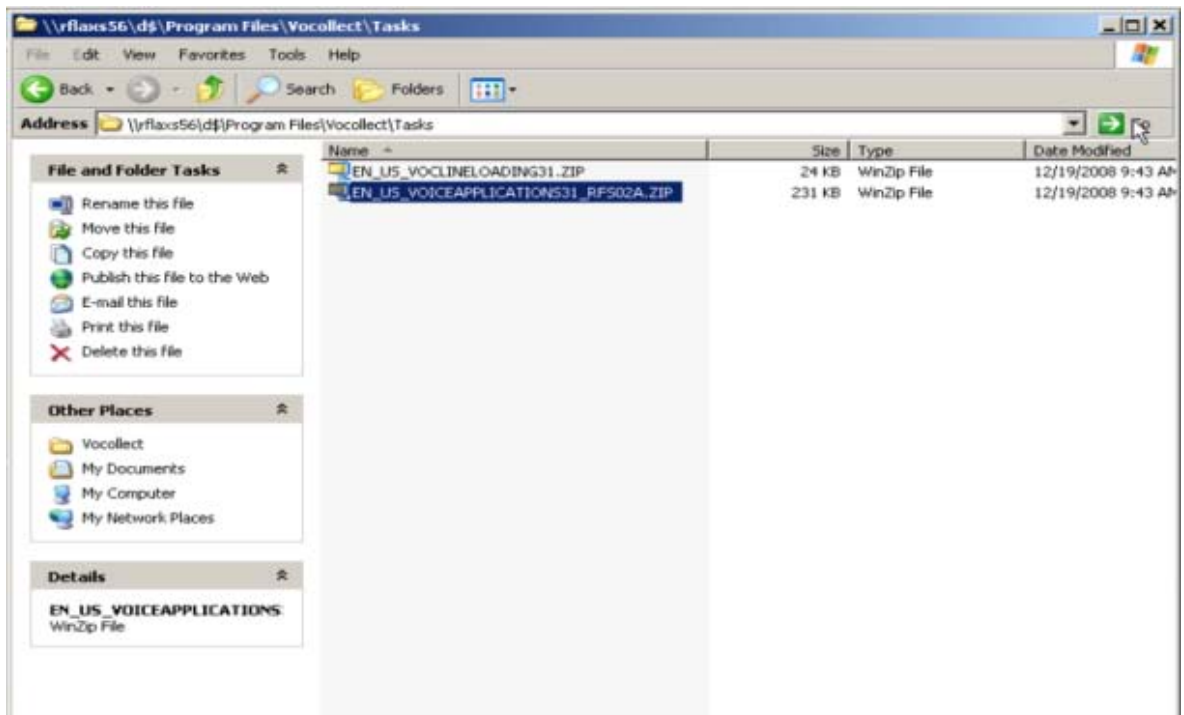 \\rflaxs56\d$\Program Files\Vocollect\Tasks
File Edit View Favorites Tools Help
Back Search Folders
Address \\rflaxs56\d$\Program Files\Vocollect\Tasks Go
Name Size Type Date Modified
EN_US_VOCLINELOADING31.ZIP 24 KB WinZip File 12/19/2008 9:43 AM
EN_US_VOICEAPPLICATIONS31_RFS02A.ZIP 231 KB WinZip File 12/19/2008 9:43 AM
File and Folder Tasks
Rename this file
Move this file
Copy this file
Publish this file to the Web
E-mail this file
Print this file
Delete this file
Other Places
Vocollect
My Documents
My Computer
My Network Places
Details
EN_US_VOICEAPPLICATIONS
WinZip File